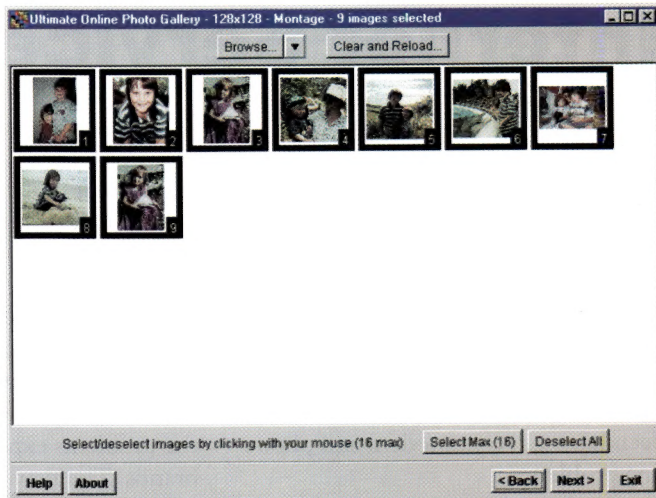 Ultimate Online Photo Gallery - 128x128 - Montage - 9 images selected
Browse... Clear and Reload...
1 2 3 4 5 6 7
8 9
Select/deselect images by clicking with your mouse (16 max) Select Max (16) Deselect All
Help About < Back Next > Exit